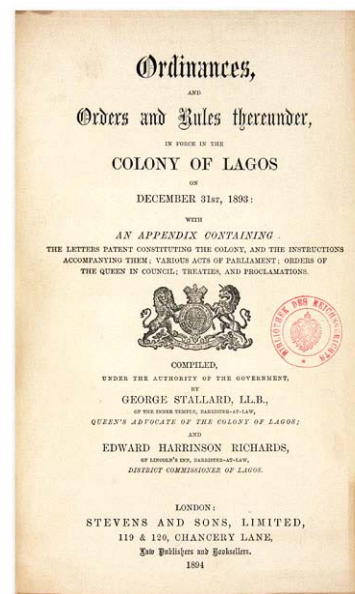 Ordinances,
AND
Orders and Rules thereunder,
IN FORCE IN THE
COLONY OF LAGOS
ON
DECEMBER 31ST, 1893:
WITH
AN APPENDIX CONTAINING
THE LETTERS PATENT CONSTITUTING THE COLONY, AND THE INSTRUCTIONS
ACCOMPANYING THEM; VARIOUS ACTS OF PARLIAMENT; ORDERS OF
THE QUEEN IN COUNCIL; TREATIES, AND PROCLAMATIONS.
BIBLIOTHEK DES REICHSGERICHTS
COMPILED,
UNDER THE AUTHORITY OF THE GOVERNMENT,
BY
GEORGE STALLARD, LL.B.,
OF THE INNER TEMPLE, BARRISTER-AT-LAW,
QUEEN'S ADVOCATE OF THE COLONY OF LAGOS;
AND
EDWARD HARRINSON RICHARDS,
OF LINCOLN'S INN, BARRISTER-AT-LAW,
DISTRICT COMMISSIONER OF LAGOS.
LONDON:
STEVENS AND SONS, LIMITED,
119 & 120, CHANCERY LANE,
Law Publishers and Booksellers.
1894